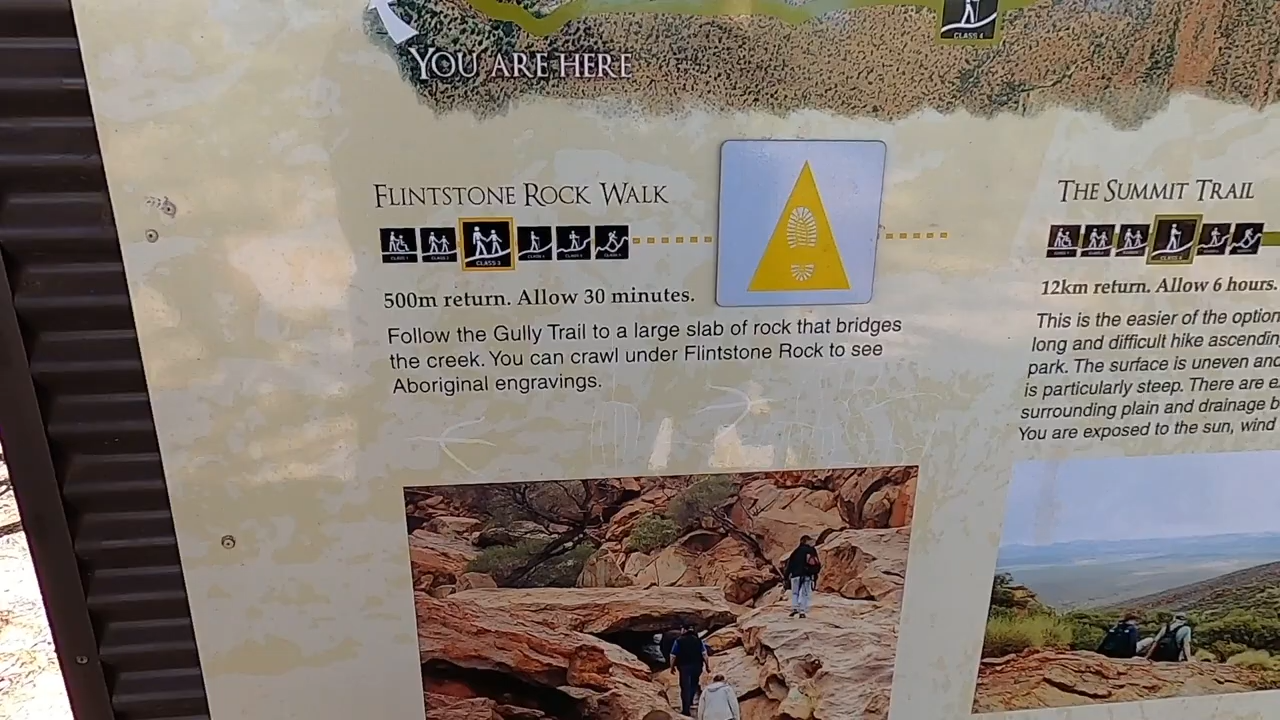 CLASS 4
YOU ARE HERE
FLINTSTONE ROCK WALK
CLASS 3
500m return. Allow 30 minutes.
Follow the Gully Trail to a large slab of rock that bridges
the creek. You can crawl under Flintstone Rock to see
Aboriginal engravings.
THE SUMMIT TRAIL
12km return. Allow 6 hours.
This is the easier of the option
long and difficult hike ascending
park. The surface is uneven and
is particularly steep. There are
surrounding plain and drainage
You are exposed to the sun, wind